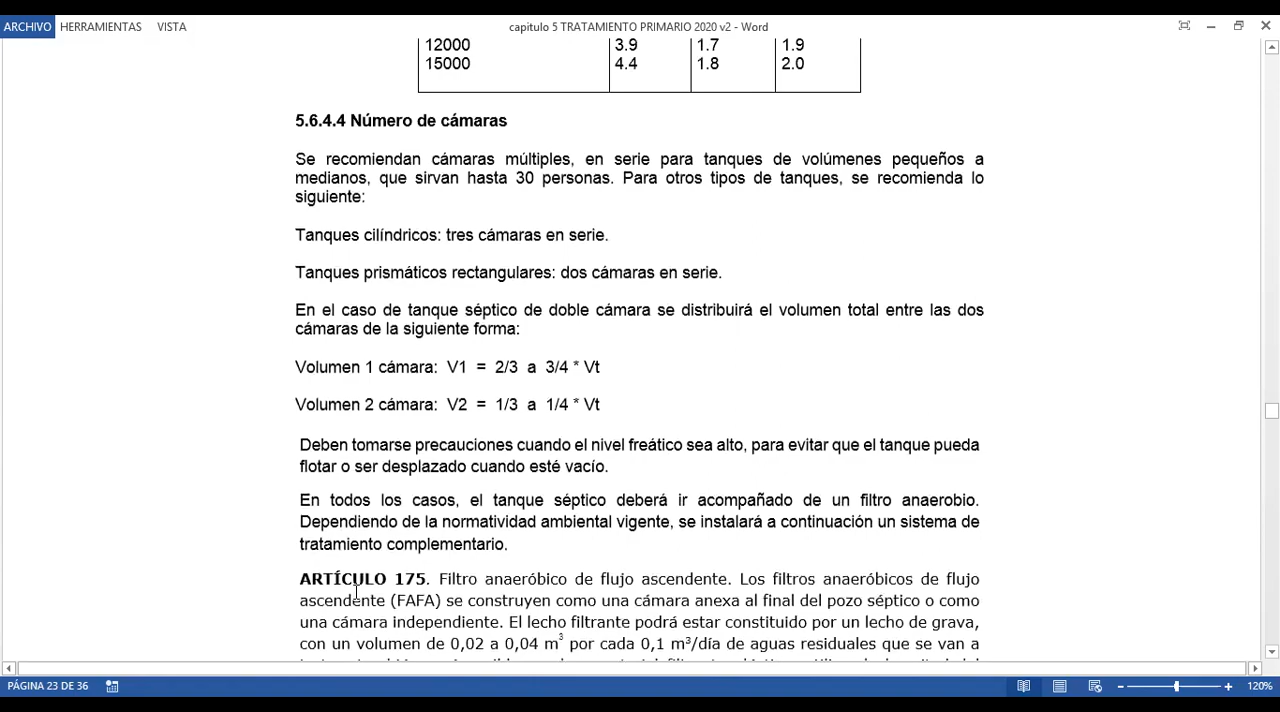 ARCHIVO HERRAMIENTAS VISTA
capitulo 5 TRATAMIENTO PRIMARIO 2020 v2 - Word
12000 3.9 1.7 1.9
15000 4.4 1.8 2.0
5.6.4.4 Número de cámaras
Se recomiendan cámaras múltiples, en serie para tanques de volúmenes pequeños a
medianos, que sirvan hasta 30 personas. Para otros tipos de tanques, se recomienda lo
siguiente:
Tanques cilíndricos: tres cámaras en serie.
Tanques prismáticos rectangulares: dos cámaras en serie.
En el caso de tanque séptico de doble cámara se distribuirá el volumen total entre las dos
cámaras de la siguiente forma:
Volumen 1 cámara: V1 = 2/3 a 3/4 * Vt
Volumen 2 cámara: V2 = 1/3 a 1/4 * Vt
Deben tomarse precauciones cuando el nivel freático sea alto, para evitar que el tanque pueda
flotar o ser desplazado cuando esté vacío.
En todos los casos, el tanque séptico deberá ir acompañado de un filtro anaerobio.
Dependiendo de la normatividad ambiental vigente, se instalará a continuación un sistema de
tratamiento complementario.
ARTÍCULO 175. Filtro anaeróbico de flujo ascendente. Los filtros anaeróbicos de flujo
ascendente (FAFA) se construyen como una cámara anexa al final del pozo séptico o como
una cámara independiente. El lecho filtrante podrá estar constituido por un lecho de grava,
con un volumen de 0,02 a 0,04 m³ por cada 0,1 m³/día de aguas residuales que se van a
PÁGINA 23 DE 36
120%